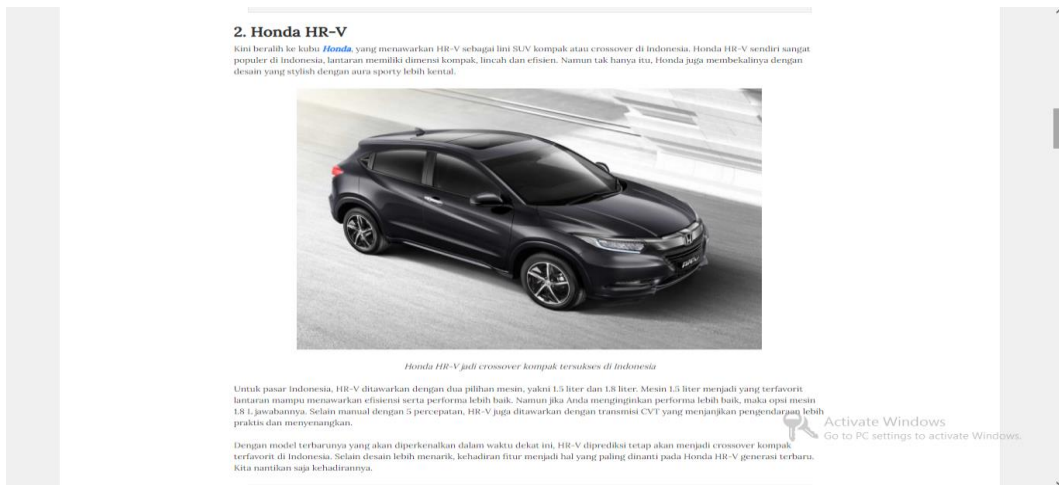 2. Honda HR-V
Kini beralih ke kubu Honda, yang menawarkan HR-V sebagai lini SUV kompak atau crossover di Indonesia. Honda HR-V sendiri sangat
populer di Indonesia, lantaran memiliki dimensi kompak, lincah dan efisien. Namun tak hanya itu, Honda juga membekalinya dengan
desain yang stylish dengan aura sporty lebih kental.
Honda HR-V jadi crossover kompak tersukses di Indonesia
Untuk pasar Indonesia, HR-V ditawarkan dengan dua pilihan mesin, yakni 1.5 liter dan 1.8 liter. Mesin 1.5 liter menjadi yang terfavorit
lantaran mampu menawarkan efisiensi serta performa lebih baik. Namun jika Anda menginginkan performa lebih baik, maka opsi mesin
1.8 L jawabannya. Selain manual dengan 5 percepatan, HR-V juga ditawarkan dengan transmisi CVT yang menjanjikan pengendaraan lebih
praktis dan menyenangkan.
Activate Windows
Go to PC settings to activate Windows.
Dengan model terbarunya yang akan diperkenalkan dalam waktu dekat ini, HR-V diprediksi tetap akan menjadi crossover kompak
terfavorit di Indonesia. Selain desain lebih menarik, kehadiran fitur menjadi hal yang paling dinanti pada Honda HR-V generasi terbaru.
Kita nantikan saja kehadirannya.